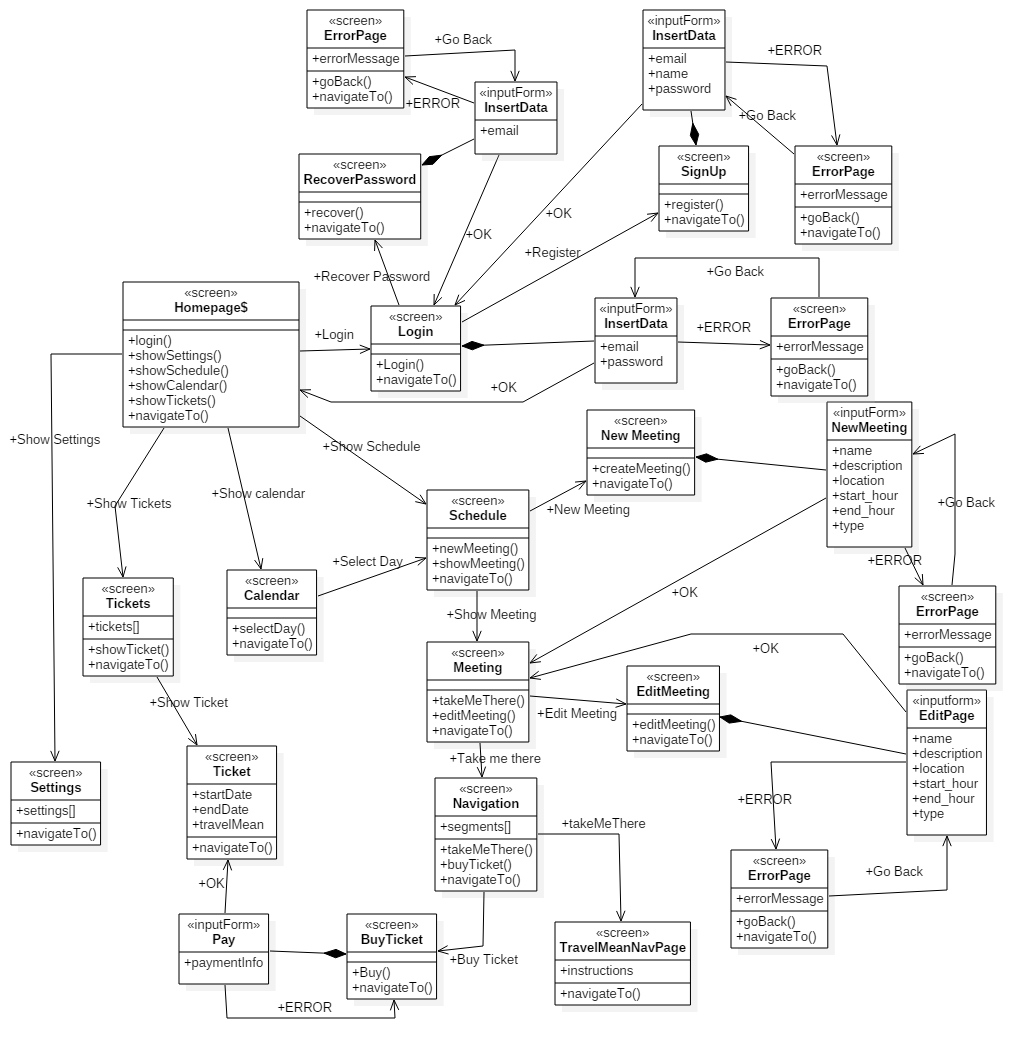 «screen»
ErrorPage
+errorMessage
+goBack()
+navigateTo()
+Go Back
+ERROR
«inputForm»
InsertData
+email
«inputForm»
InsertData
+email
+name
+password
+ERROR
+Go Back
«screen»
ErrorPage
+errorMessage
+goBack()
+navigateTo()
«screen»
RecoverPassword
+recover()
+navigateTo()
«screen»
SignUp
+register()
+navigateTo()
+OK
+OK
+Register
+Recover Password
«screen»
Homepage$
+login()
+showSettings()
+showSchedule()
+showCalendar()
+showTickets()
+navigateTo()
+Login
«screen»
Login
+Login()
+navigateTo()
+OK
«inputForm»
InsertData
+email
+password
+Go Back
+ERROR
«screen»
ErrorPage
+errorMessage
+goBack()
+navigateTo()
+Show Settings
+Show Tickets
+Show calendar
+Show Schedule
«screen»
New Meeting
+createMeeting()
+navigateTo()
«inputForm»
NewMeeting
+name
+description
+location
+start_hour
+end_hour
+type
+Go Back
+ERROR
«screen»
Schedule
+newMeeting()
+showMeeting()
+navigateTo()
+New Meeting
+Select Day
«screen»
Tickets
+tickets[]
+showTicket()
+navigateTo()
«screen»
Calendar
+selectDay()
+navigateTo()
+Show Meeting
+OK
«screen»
ErrorPage
+errorMessage
+goBack()
+navigateTo()
«screen»
Meeting
+takeMeThere()
+editMeeting()
+navigateTo()
+OK
+Edit Meeting
«screen»
EditMeeting
+editMeeting()
+navigateTo()
«inputform»
EditPage
+name
+description
+location
+start_hour
+end_hour
+type
+Show Ticket
«screen»
Settings
+settings[]
+navigateTo()
«screen»
Ticket
+startDate
+endDate
+travelMean
+navigateTo()
+Take me there
«screen»
Navigation
+segments[]
+takeMeThere()
+buyTicket()
+navigateTo()
+takeMeThere
+ERROR
«screen»
ErrorPage
+errorMessage
+goBack()
+navigateTo()
+Go Back
+OK
«inputForm»
Pay
+paymentInfo
«screen»
BuyTicket
+Buy()
+navigateTo()
+Buy Ticket
+ERROR
«screen»
TravelMeanNavPage
+instructions
+navigateTo()